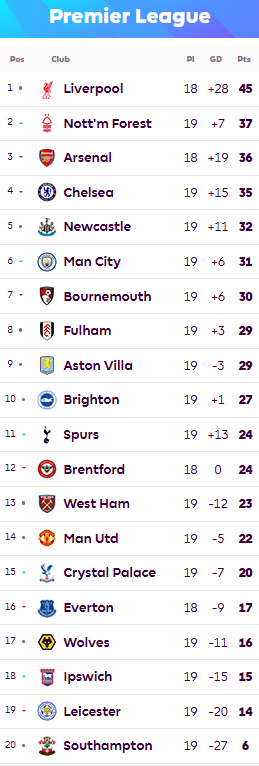 Premier League
Pos Club Pl GD Pts
1 Liverpool 18 +28 45
2 Nott'm Forest 19 +7 37
3 Arsenal 18 +19 36
4 Chelsea 19 +15 35
5 Newcastle 19 +11 32
6 Man City 19 +6 31
7 Bournemouth 19 +6 30
8 Fulham 19 +3 29
9 Aston Villa 19 -3 29
10 Brighton 19 +1 27
11 Spurs 19 +13 24
12 Brentford 18 0 24
13 West Ham 19 -12 23
14 Man Utd 19 -5 22
15 Crystal Palace 19 -7 20
16 Everton 18 -9 17
17 Wolves 19 -11 16
18 Ipswich 19 -15 15
19 Leicester 19 -20 14
20 Southampton 19 -27 6